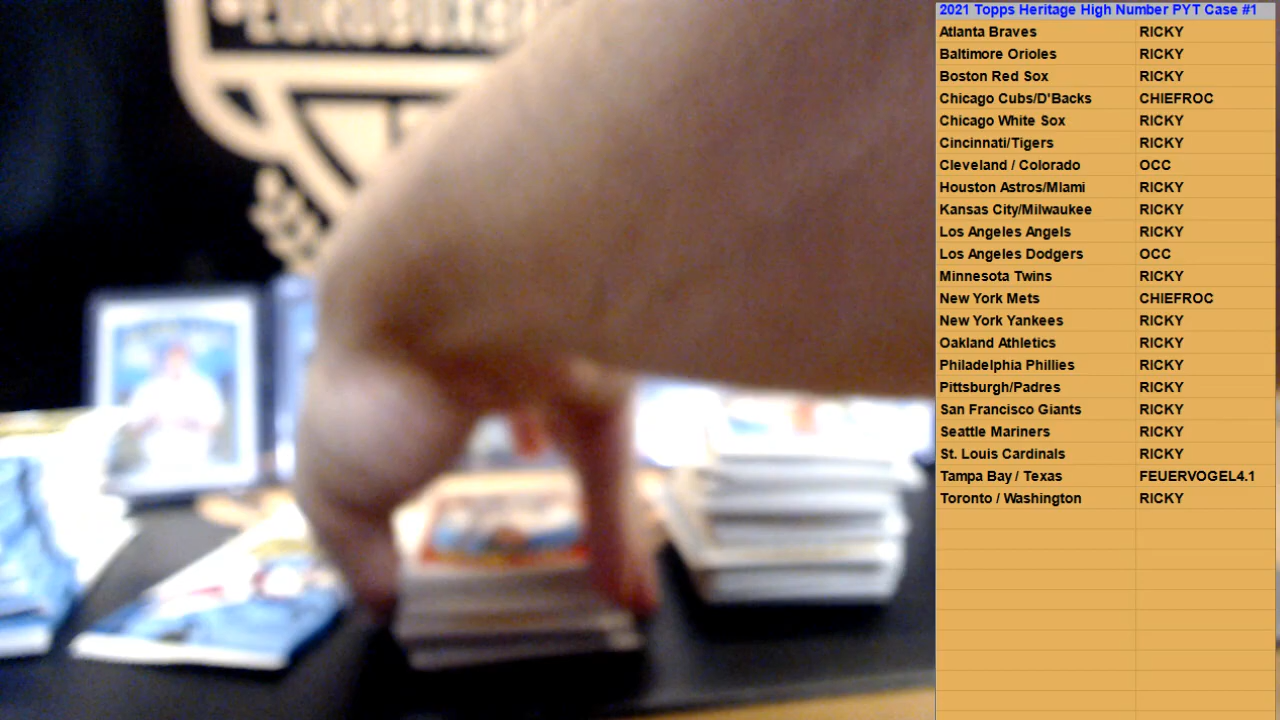 2021 Topps Heritage High Number PYT Case #1
Atlanta Braves RICKY
Baltimore Orioles RICKY
Boston Red Sox RICKY
Chicago Cubs/D'Backs CHIEFROC
Chicago White Sox RICKY
Cincinnati/Tigers RICKY
Cleveland / Colorado OCC
Houston Astros/MIami RICKY
Kansas City/Milwaukee RICKY
Los Angeles Angels RICKY
Los Angeles Dodgers OCC
Minnesota Twins RICKY
New York Mets CHIEFROC
New York Yankees RICKY
Oakland Athletics RICKY
Philadelphia Phillies RICKY
Pittsburgh/Padres RICKY
San Francisco Giants RICKY
Seattle Mariners RICKY
St. Louis Cardinals RICKY
Tampa Bay / Texas FEUERVOGEL4.1
Toronto / Washington RICKY